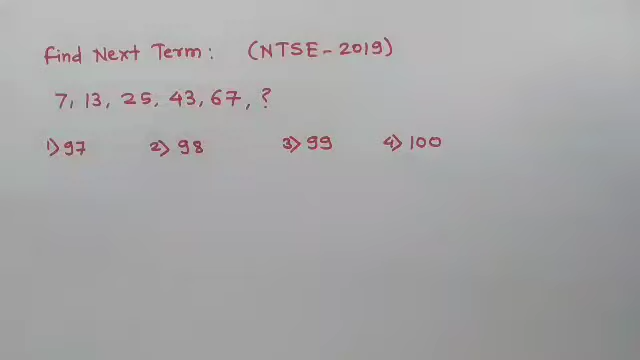 Find Next Term: (NTSE-2019)
7, 13, 25, 43, 67, ?
1) 97 2) 98 3) 99 4) 100